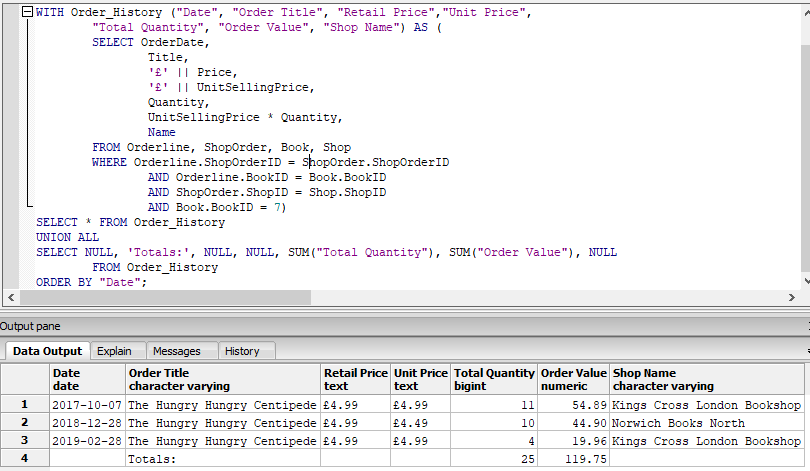 WITH Order_History ("Date", "Order Title", "Retail Price","Unit Price",
"Total Quantity", "Order Value", "Shop Name") AS (
SELECT OrderDate,
Title,
'£' || Price,
'£' || UnitSellingPrice,
Quantity,
UnitSellingPrice * Quantity,
Name
FROM Orderline, ShopOrder, Book, Shop
WHERE Orderline.ShopOrderID = ShopOrder.ShopOrderID
AND Orderline.BookID = Book.BookID
AND ShopOrder.ShopID = Shop.ShopID
AND Book.BookID = 7)
SELECT * FROM Order_History
UNION ALL
SELECT NULL, 'Totals:', NULL, NULL, SUM("Total Quantity"), SUM("Order Value"), NULL
FROM Order_History
ORDER BY "Date";
Output pane
Data Output Explain Messages History
Date Order Title Retail Price Unit Price Total Quantity Order Value Shop Name
date character varying text text bigint numeric character varying
1 2017-10-07 The Hungry Hungry Centipede £4.99 £4.99 11 54.89 Kings Cross London Bookshop
2 2018-12-28 The Hungry Hungry Centipede £4.99 £4.49 10 44.90 Norwich Books North
3 2019-02-28 The Hungry Hungry Centipede £4.99 £4.99 4 19.96 Kings Cross London Bookshop
4 Totals: 25 119.75